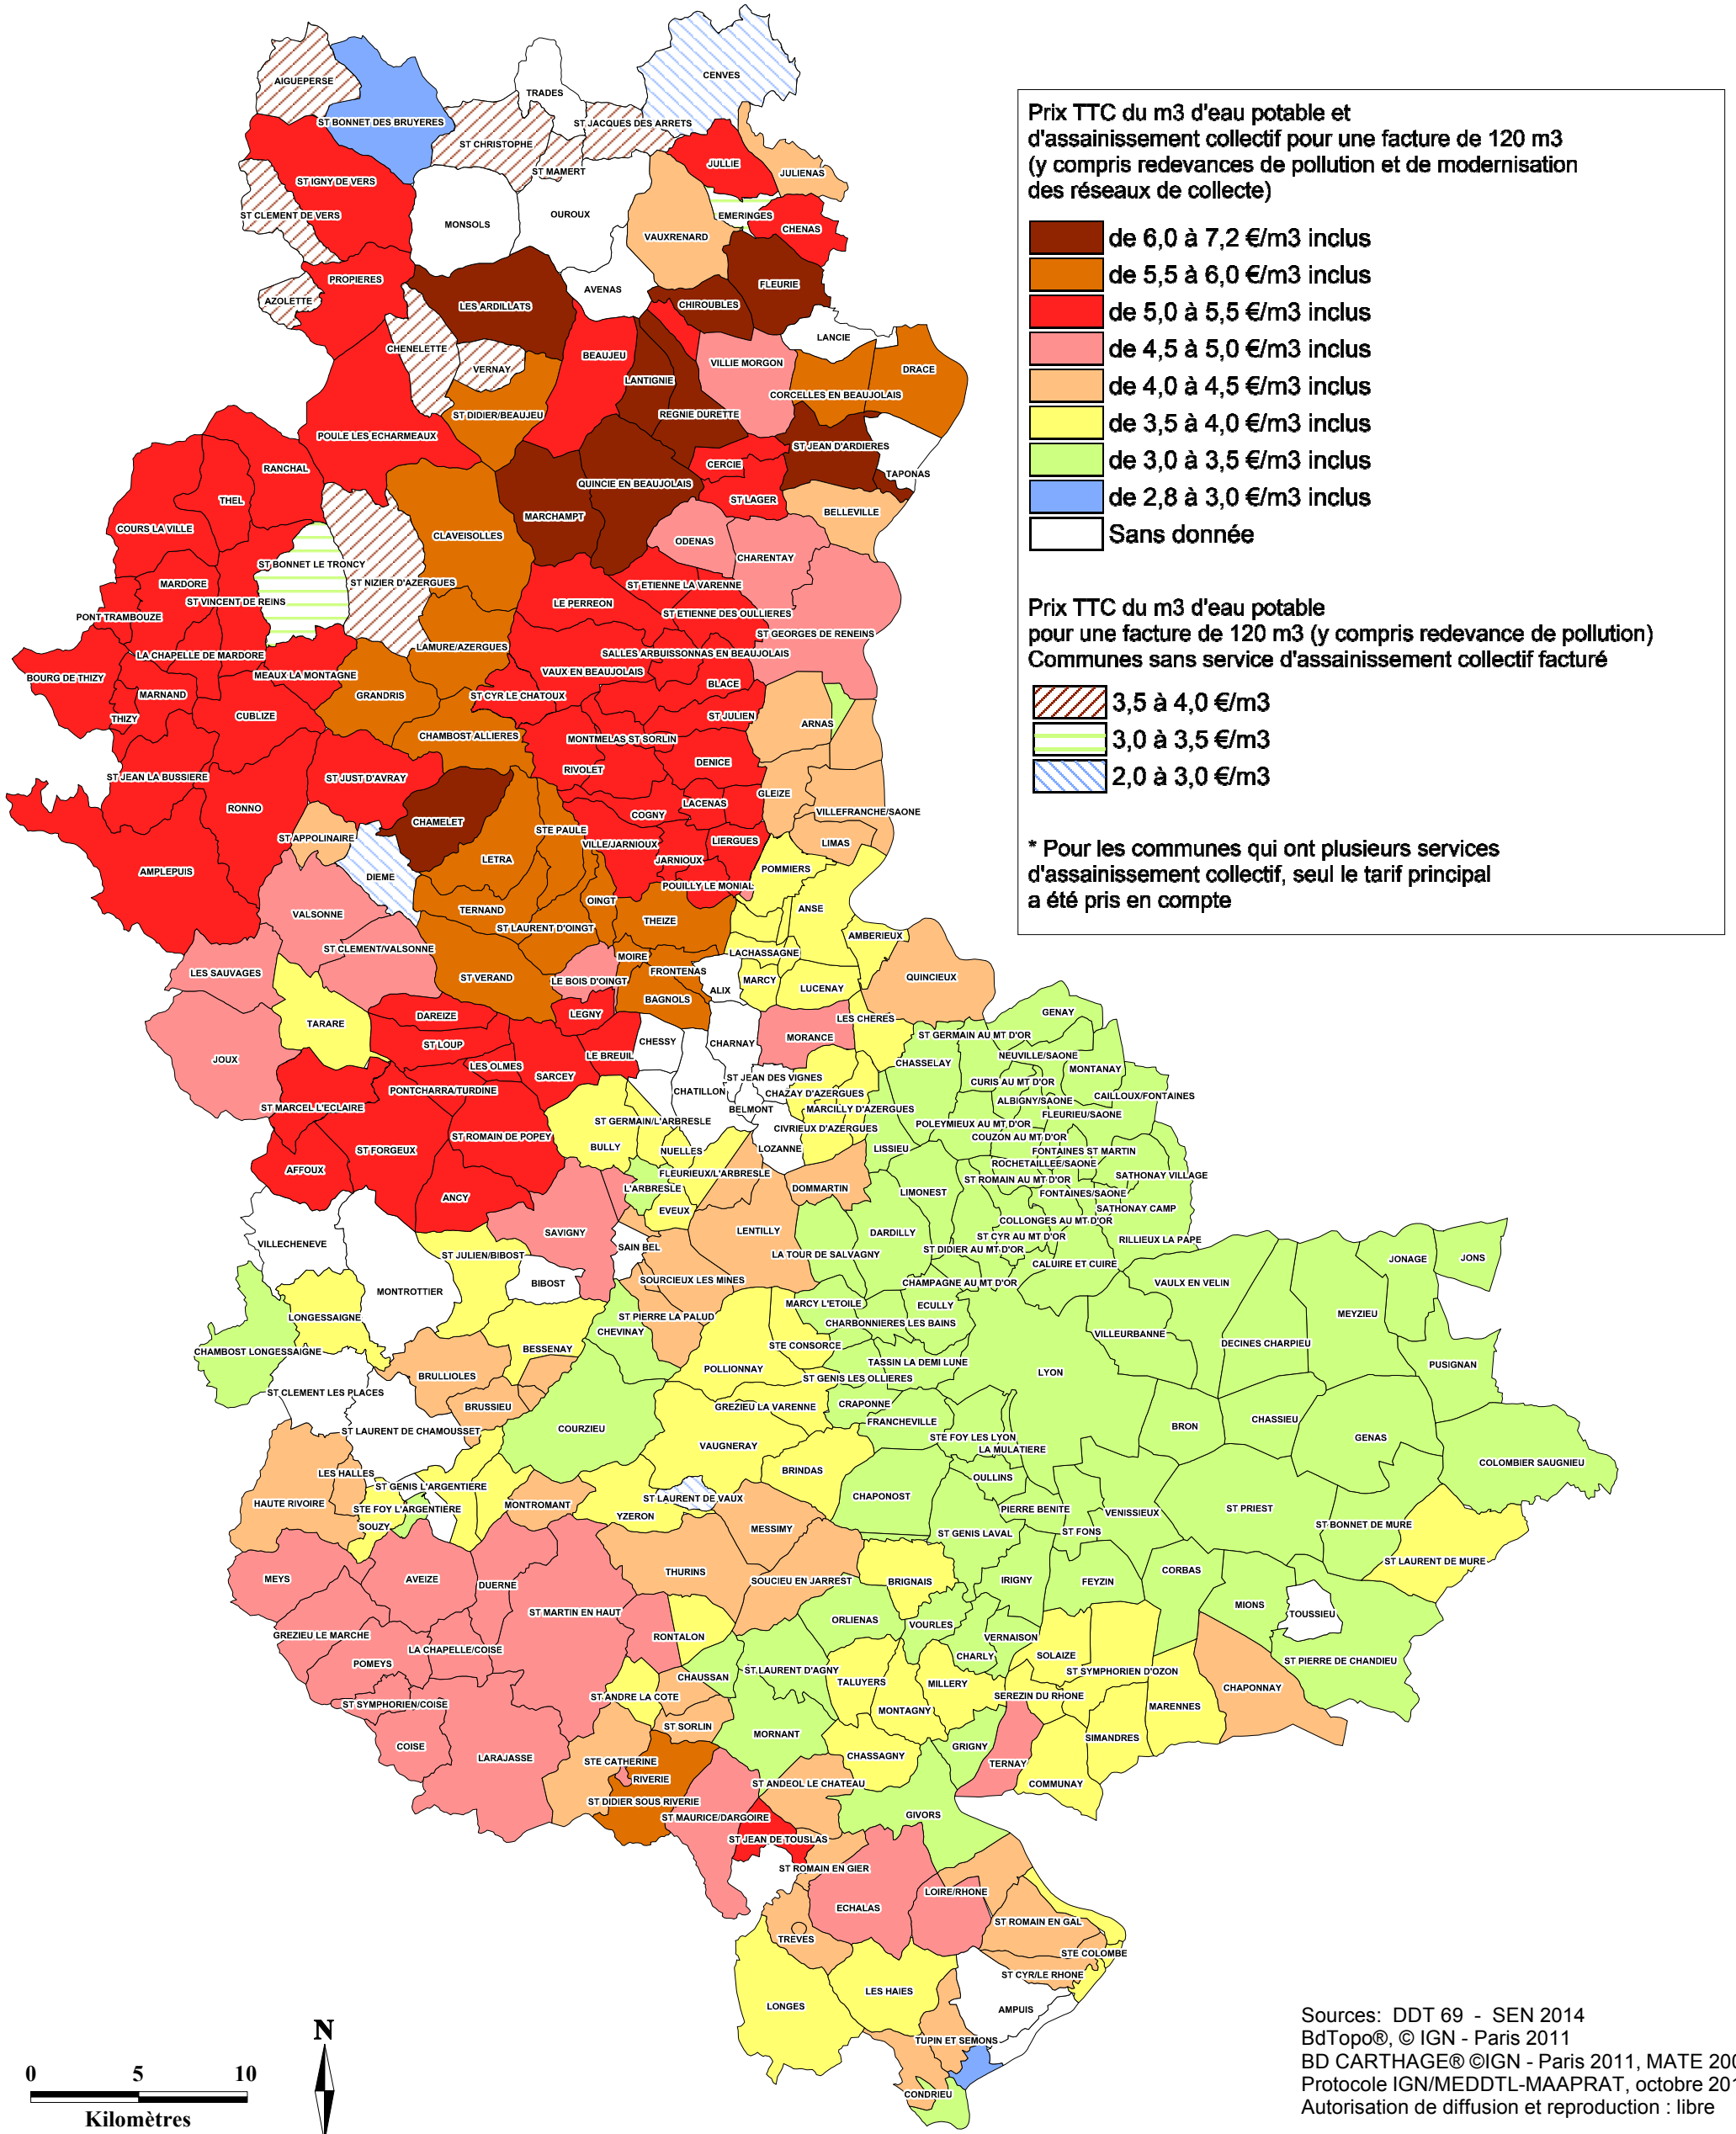 Prix TTC du m3 d'eau potable et
d'assainissement collectif pour une facture de 120 m3
(y compris redevances de pollution et de modernisation
des réseaux de collecte)
de 6,0 à 7,2 €/m3 inclus
de 5,5 à 6,0 €/m3 inclus
de 5,0 à 5,5 €/m3 inclus
de 4,5 à 5,0 €/m3 inclus
de 4,0 à 4,5 €/m3 inclus
de 3,5 à 4,0 €/m3 inclus
de 3,0 à 3,5 €/m3 inclus
de 2,8 à 3,0 €/m3 inclus
Sans donnée
Prix TTC du m3 d'eau potable
pour une facture de 120 m3 (y compris redevance de pollution)
Communes sans service d'assainissement collectif facturé
3,5 à 4,0 €/m3
3,0 à 3,5 €/m3
2,0 à 3,0 €/m3
* Pour les communes qui ont plusieurs services
d'assainissement collectif, seul le tarif principal
a été pris en compte
AIGUEPERSE
CENVES
TRADES
ST BONNET DES BRUYERES
ST JACQUES DES ARRETS
ST CHRISTOPHE
JULLIE
ST MAMERT
JULIENAS
ST IGNY DE VERS
ST CLEMENT DE VERS
OUROUX
EMERINGES
MONSOLS
CHENAS
VAUXRENARD
PROPIERES
FLEURIE
AVENAS
AZOLETTE
CHIROUBLES
LES ARDILLATS
LANCIE
CHENELETTE
BEAUJEU
VILLIE MORGON
VERNAY
DRACE
LANTIGNIE
CORCELLES EN BEAUJOLAIS
ST DIDIER/BEAUJEU
REGNIE DURETTE
POULE LES ECHARMEAUX
ST JEAN D'ARDIERES
RANCHAL
CERCIE
TAPONAS
QUINCIE EN BEAUJOLAIS
THEL
ST LAGER
BELLEVILLE
MARCHAMPT
COURS LA VILLE
CLAVEISOLLES
ODENAS
CHARENTAY
ST BONNET LE TRONCY
MARDORE
ST NIZIER D'AZERGUES
ST ETIENNE LA VARENNE
ST VINCENT DE REINS
LE PERREON
PONT TRAMBOUZE
ST ETIENNE DES OULLIERES
ST GEORGES DE RENEINS
LAMURE/AZERGUES
LA CHAPELLE DE MARDORE
SALLES ARBUISSONNAS EN BEAUJOLAIS
VAUX EN BEAUJOLAIS
MEAUX LA MONTAGNE
BOURG DE THIZY
BLACE
MARNAND
GRANDRIS
ST CYR LE CHATOUX
THIZY
CUBLIZE
ST JULIEN
ARNAS
CHAMBOST ALLIERES
MONTMELAS ST SORLIN
DENICE
RIVOLET
ST JEAN LA BUSSIERE
ST JUST D'AVRAY
GLEIZE
LACENAS
RONNO
VILLEFRANCHE/SAONE
COGNY
CHAMELET
STE PAULE
ST APPOLINAIRE
LIERGUES
LIMAS
VILLE/JARNIOUX
LETRA
JARNIOUX
POMMIERS
AMPLEPUIS
DIEME
POUILLY LE MONIAL
OINGT
ANSE
TERNAND
VALSONNE
THEIZE
ST LAURENT D'OINGT
AMBERIEUX
ST CLEMENT/VALSONNE
LACHASSAGNE
MOIRE
LES SAUVAGES
FRONTENAS
ST VERAND
QUINCIEUX
LE BOIS D'OINGT
MARCY
LUCENAY
ALIX
BAGNOLS
GENAY
LEGNY
DAREIZE
LES CHERES
TARARE
ST GERMAIN AU MT D'OR
MORANCE
CHESSY
CHARNAY
ST LOUP
LE BREUIL
NEUVILLE/SAONE
JOUX
CHASSELAY
LES OLMES
MONTANAY
SARCEY
ST JEAN DES VIGNES
CURIS AU MT D'OR
PONTCHARRA/TURDINE
CHATILLON
CHAZAY D'AZERGUES
CAILLOUX/FONTAINES
ALBIGNY/SAONE
ST MARCEL L'ECLAIRE
BELMONT
MARCILLY D'AZERGUES
FLEURIEU/SAONE
ST GERMAIN/L'ARBRESLE
POLEYMIEUX AU MT D'OR
CIVRIEUX D'AZERGUES
ST ROMAIN DE POPEY
COUZON AU MT D'OR
BULLY
LOZANNE
LISSIEU
ST FORGEUX
NUELLES
FONTAINES ST MARTIN
ROCHETAILLEE/SAONE
AFFOUX
FLEURIEUX/L'ARBRESLE
SATHONAY VILLAGE
ST ROMAIN AU MT D'OR
L'ARBRESLE
DOMMARTIN
LIMONEST
FONTAINES/SAONE
ANCY
EVEUX
SATHONAY CAMP
COLLONGES AU MT D'OR
LENTILLY
DARDILLY
SAVIGNY
ST CYR AU MT D'OR
RILLIEUX LA PAPE
VILLECHENEVE
SAIN BEL
ST DIDIER AU MT D'OR
LA TOUR DE SALVAGNY
ST JULIEN/BIBOST
JONAGE
JONS
CALUIRE ET CUIRE
SOURCIEUX LES MINES
BIBOST
CHAMPAGNE AU MT D'OR
VAULX EN VELIN
MONTROTTIER
MARCY L'ETOILE
ECULLY
MEYZIEU
LONGESSAIGNE
ST PIERRE LA PALUD
CHARBONNIERES LES BAINS
CHEVINAY
VILLEURBANNE
DECINES CHARPIEU
STE CONSORCE
CHAMBOST LONGESSAIGNE
BESSENAY
TASSIN LA DEMI LUNE
PUSIGNAN
POLLIONNAY
LYON
BRULLIOLES
ST GENIS LES OLLIERES
ST CLEMENT LES PLACES
CRAPONNE
BRUSSIEU
GREZIEU LA VARENNE
FRANCHEVILLE
CHASSIEU
BRON
COURZIEU
ST LAURENT DE CHAMOUSSET
STE FOY LES LYON
GENAS
VAUGNERAY
LA MULATIERE
COLOMBIER SAUGNIEU
BRINDAS
LES HALLES
OULLINS
ST GENIS L'ARGENTIERE
CHAPONOST
ST LAURENT DE VAUX
HAUTE RIVOIRE
MONTROMANT
STE FOY L'ARGENTIERE
PIERRE BENITE
ST PRIEST
VENISSIEUX
YZERON
ST BONNET DE MURE
SOUZY
MESSIMY
ST GENIS LAVAL
ST FONS
ST LAURENT DE MURE
THURINS
CORBAS
MEYS
AVEIZE
SOUCIEU EN JARREST
BRIGNAIS
IRIGNY
FEYZIN
DUERNE
MIONS
ST MARTIN EN HAUT
TOUSSIEU
ORLIENAS
VOURLES
GREZIEU LE MARCHE
RONTALON
VERNAISON
LA CHAPELLE/COISE
CHARLY
SOLAIZE
POMEYS
ST PIERRE DE CHANDIEU
ST LAURENT D'AGNY
ST SYMPHORIEN D'OZON
CHAUSSAN
TALUYERS
MILLERY
CHAPONNAY
ST ANDRE LA COTE
SEREZIN DU RHONE
ST SYMPHORIEN/COISE
MARENNES
MONTAGNY
ST SORLIN
MORNANT
SIMANDRES
COISE
GRIGNY
LARAJASSE
CHASSAGNY
STE CATHERINE
TERNAY
RIVERIE
ST ANDEOL LE CHATEAU
COMMUNAY
ST DIDIER SOUS RIVERIE
GIVORS
ST MAURICE/DARGOIRE
ST JEAN DE TOUSLAS
ST ROMAIN EN GIER
LOIRE/RHONE
ECHALAS
ST ROMAIN EN GAL
TREVES
STE COLOMBE
ST CYR/LE RHONE
LES HAIES
LONGES
AMPUIS
TUPIN ET SEMONS
CONDRIEU
N
0 5 10
Kilomètres
Sources: DDT 69 - SEN 2014
BdTopo®, © IGN - Paris 2011
BD CARTHAGE® ©IGN - Paris 2011, MATE 200
Protocole IGN/MEDDTL-MAAPRAT, octobre 201
Autorisation de diffusion et reproduction : libre